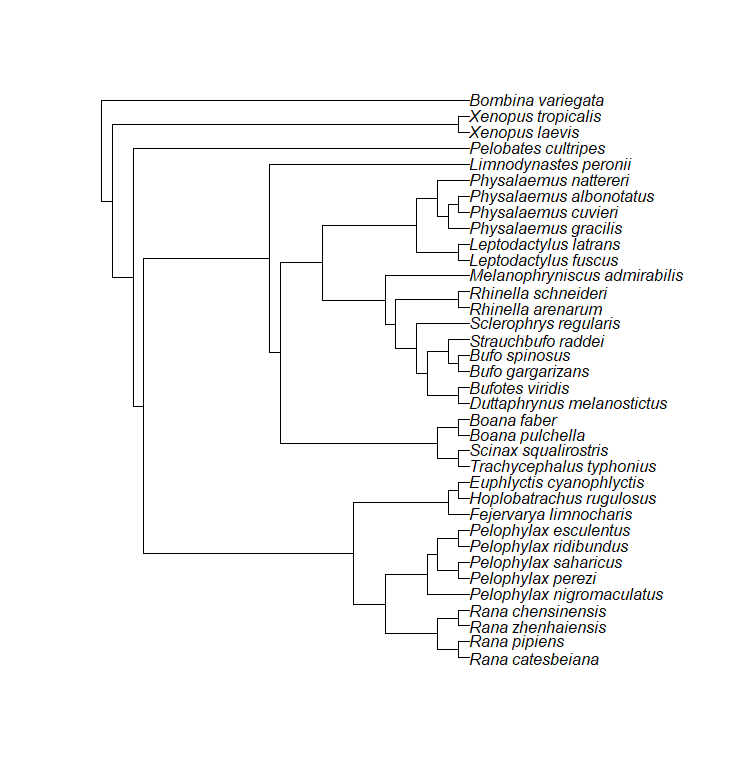 Bombina variegata
Xenopus tropicalis
Xenopus laevis
Pelobates cultripes
Limnodynastes peronii
Physalaemus nattereri
Physalaemus albonotatus
Physalaemus cuvieri
Physalaemus gracilis
Leptodactylus latrans
Leptodactylus fuscus
Melanophryniscus admirabilis
Rhinella schneideri
Rhinella arenarum
Sclerophrys regularis
Strauchbufo raddei
Bufo spinosus
Bufo gargarizans
Bufotes viridis
Duttaphrynus melanostictus
Boana faber
Boana pulchella
Scinax squalirostris
Trachycephalus typhonius
Euphlyctis cyanophlyctis
Hoplobatrachus rugulosus
Fejervarya limnocharis
Pelophylax esculentus
Pelophylax ridibundus
Pelophylax saharicus
Pelophylax perezi
Pelophylax nigromaculatus
Rana chensinensis
Rana zhenhaiensis
Rana pipiens
Rana catesbeiana